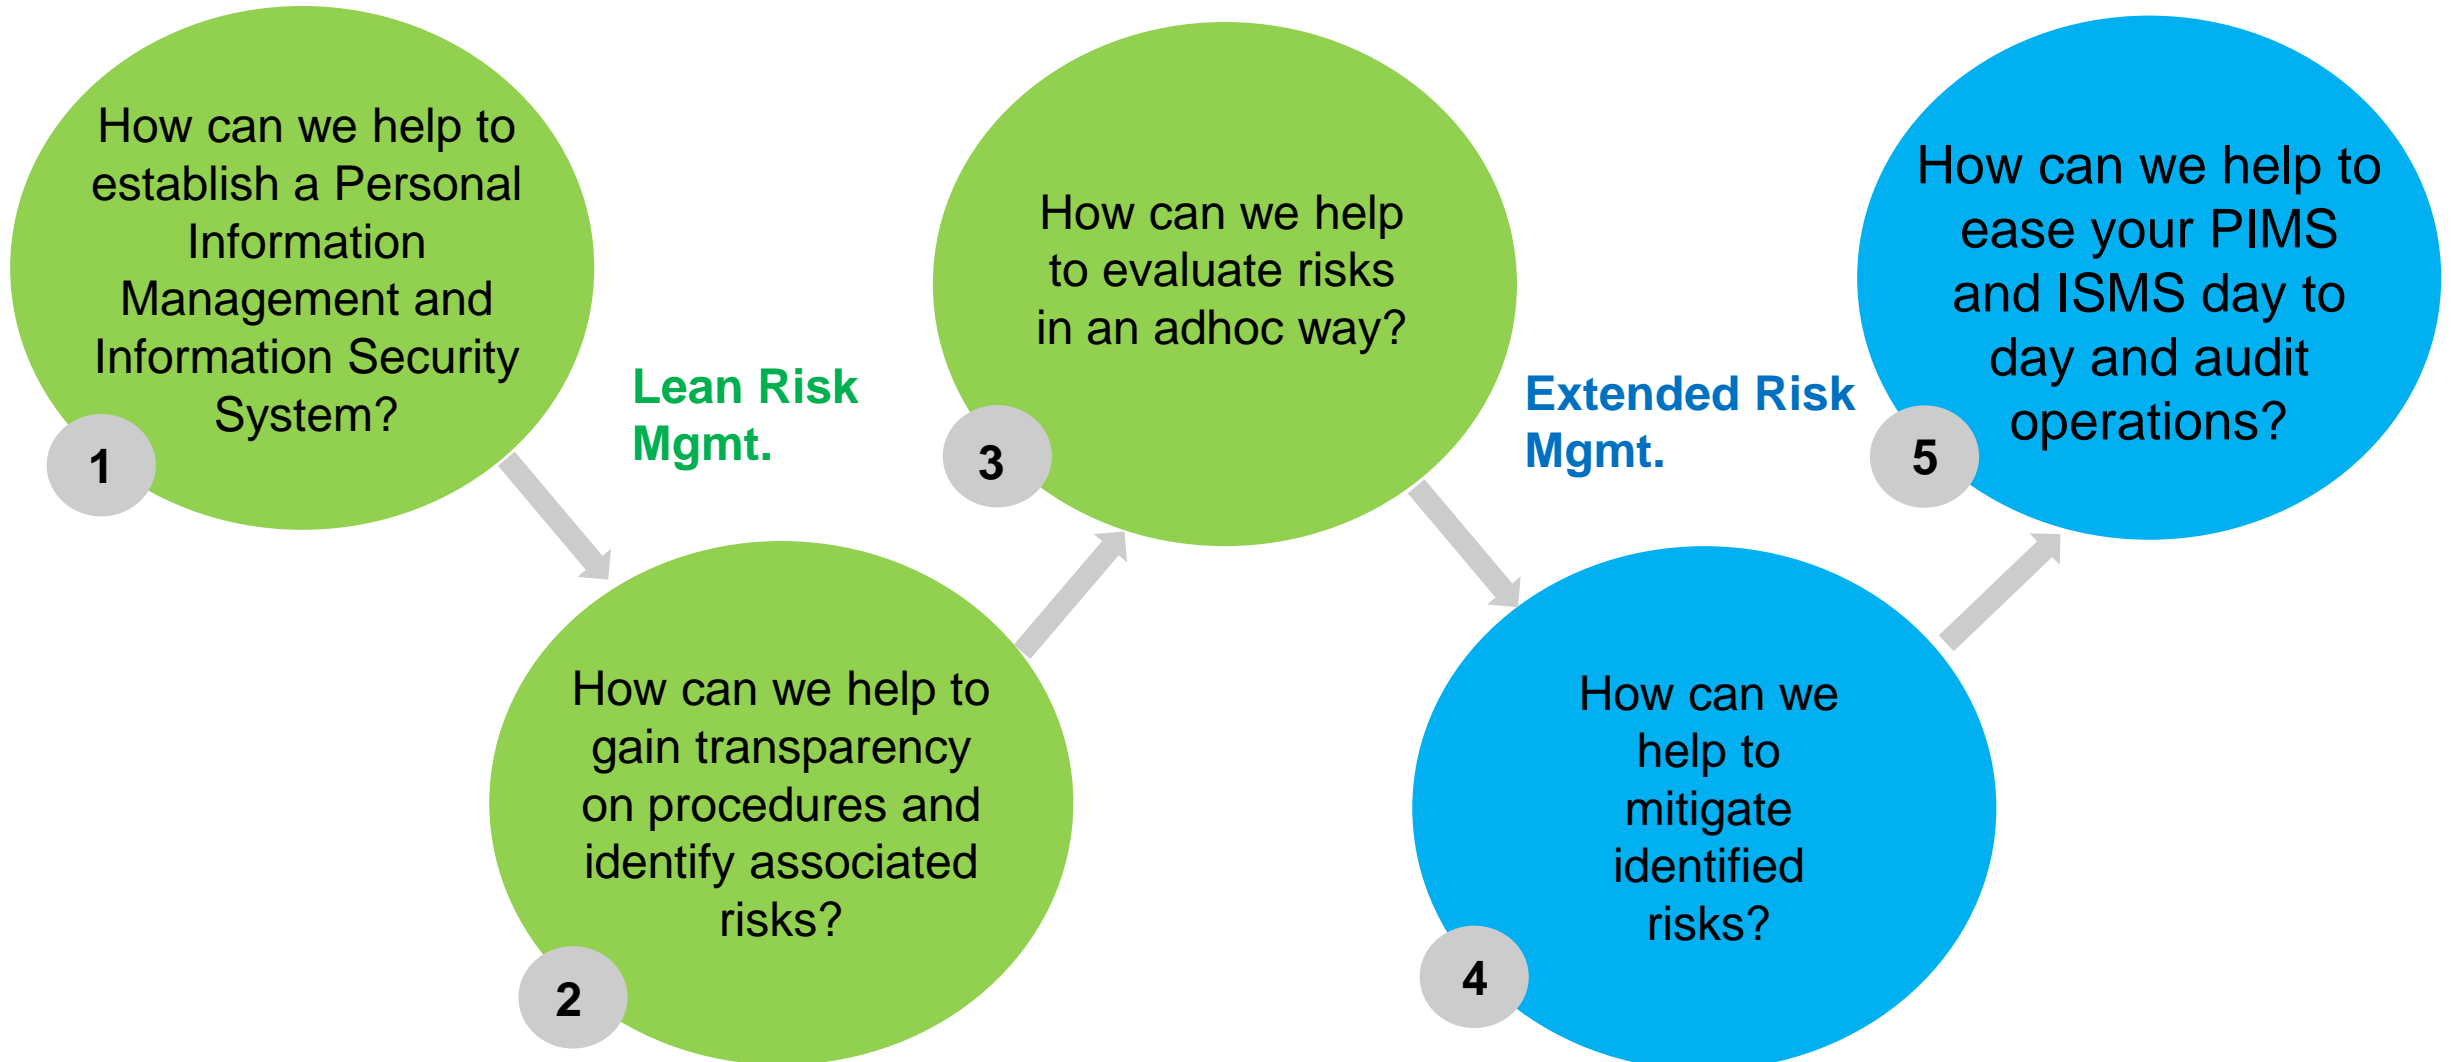 How can we help to
establish a Personal
Information
Management and
Information Security
System?
1
Lean Risk
Mgmt.
How can we help to
gain transparency
on procedures and
identify associated
risks?
2
How can we help
to evaluate risks
in an adhoc way?
3
Extended Risk
Mgmt.
How can we
help to
mitigate
identified
risks?
4
How can we help to
ease your PIMS
and ISMS day to
day and audit
operations?
5